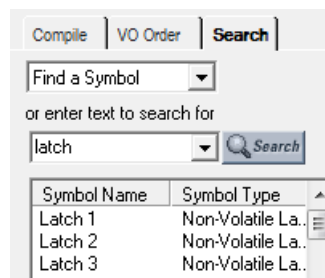 Compile VO Order Search
Find a Symbol
or enter text to search for
latch Search
Symbol Name Symbol Type
Latch 1 Non-Volatile La..
Latch 2 Non-Volatile La..
Latch 3 Non-Volatile La..